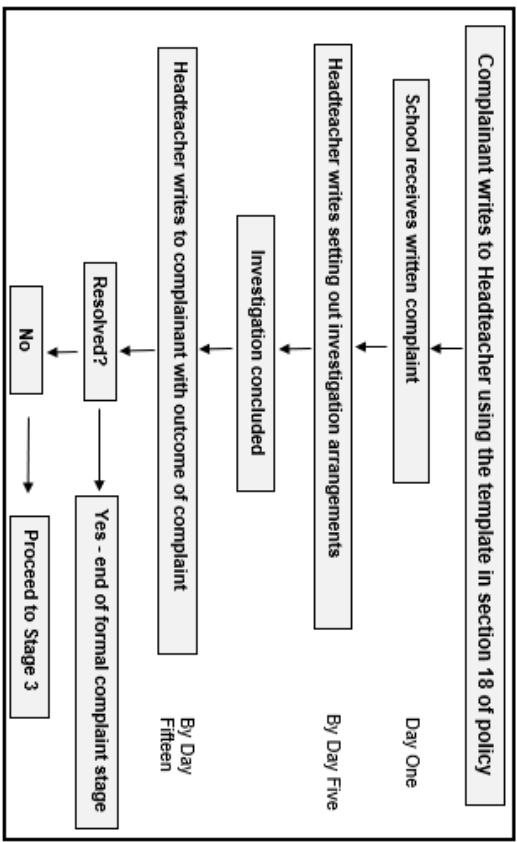 Complainant writes to Headteacher using the template in section 18 of policy
School receives written complaint
Day One
Headteacher writes setting out investigation arrangements
By Day Five
Investigation concluded
Headteacher writes to complainant with outcome of complaint
By Day
Fifteen
Resolved?
Yes - end of formal complaint stage
No
Proceed to Stage 3